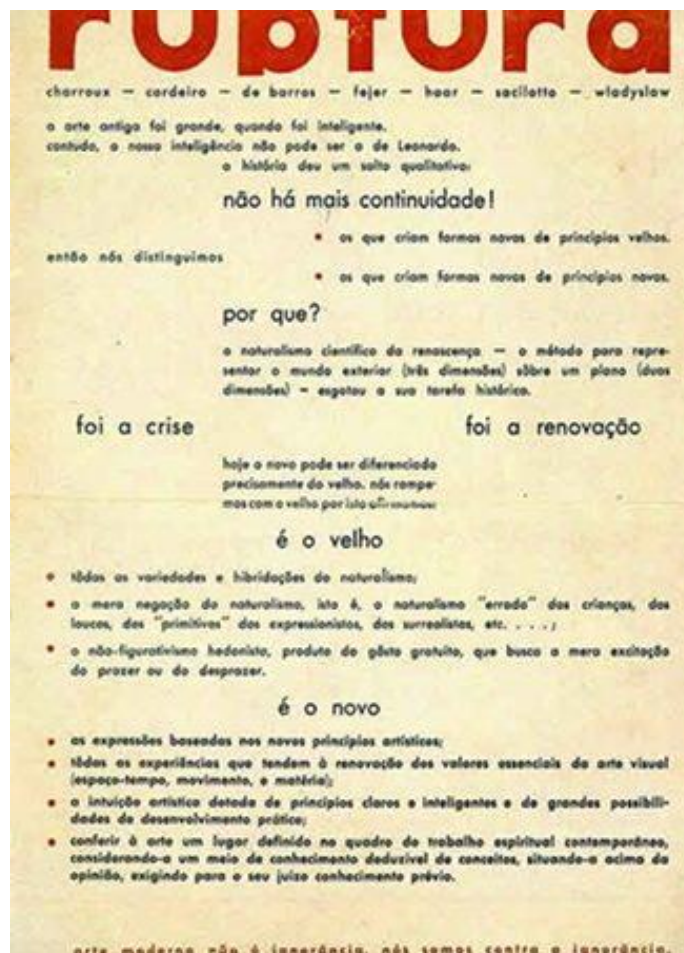 ruptura
charroux — cordeiro — de barros — fejer — haar — sacilotto — wladyslaw
a arte antiga foi grande, quando foi inteligente.
contudo, a nossa inteligência não pode ser a de Leonardo.
a história deu um salto qualitativo:
não há mais continuidade!
então nós distinguimos
• os que criam formas novas de princípios velhos.
• os que criam formas novas de princípios novos.
por que?
o naturalismo científico da renascença — o método para repre-
sentar o mundo exterior (três dimensões) sôbre um plano (duas
dimensões) — esgotou a sua tarefa histórica.
foi a crise foi a renovação
hoje o novo pode ser diferenciado
precisamente do velho. nós rompe-
mos com o velho por isto afirmamos:
é o velho
• tôdas as variedades e hibridações do naturalismo;
• a mera negação do naturalismo, isto é, o naturalismo "errado" das crianças, dos
loucos, dos "primitivos" dos expressionistas, dos surrealistas, etc. . . . ;
• o não-figurativismo hedonista, produto do gôsto gratuito, que busca a mera excitação
do prazer ou do desprazer.
é o novo
• as expressões baseadas nos novos princípios artísticos;
• tôdas as experiências que tendem à renovação dos valores essenciais da arte visual
(espaço-tempo, movimento, e matéria);
• a intuição artística dotada de princípios claros e inteligentes e de grandes possibili-
dades de desenvolvimento prático;
• conferir à arte um lugar definido no quadro do trabalho espiritual contemporâneo,
considerando-a um meio de conhecimento deduzível de conceitos, situando-a acima da
opinião, exigindo para o seu juízo conhecimento prévio.
arte moderna não é ignorância, nós somos contra a ignorância.